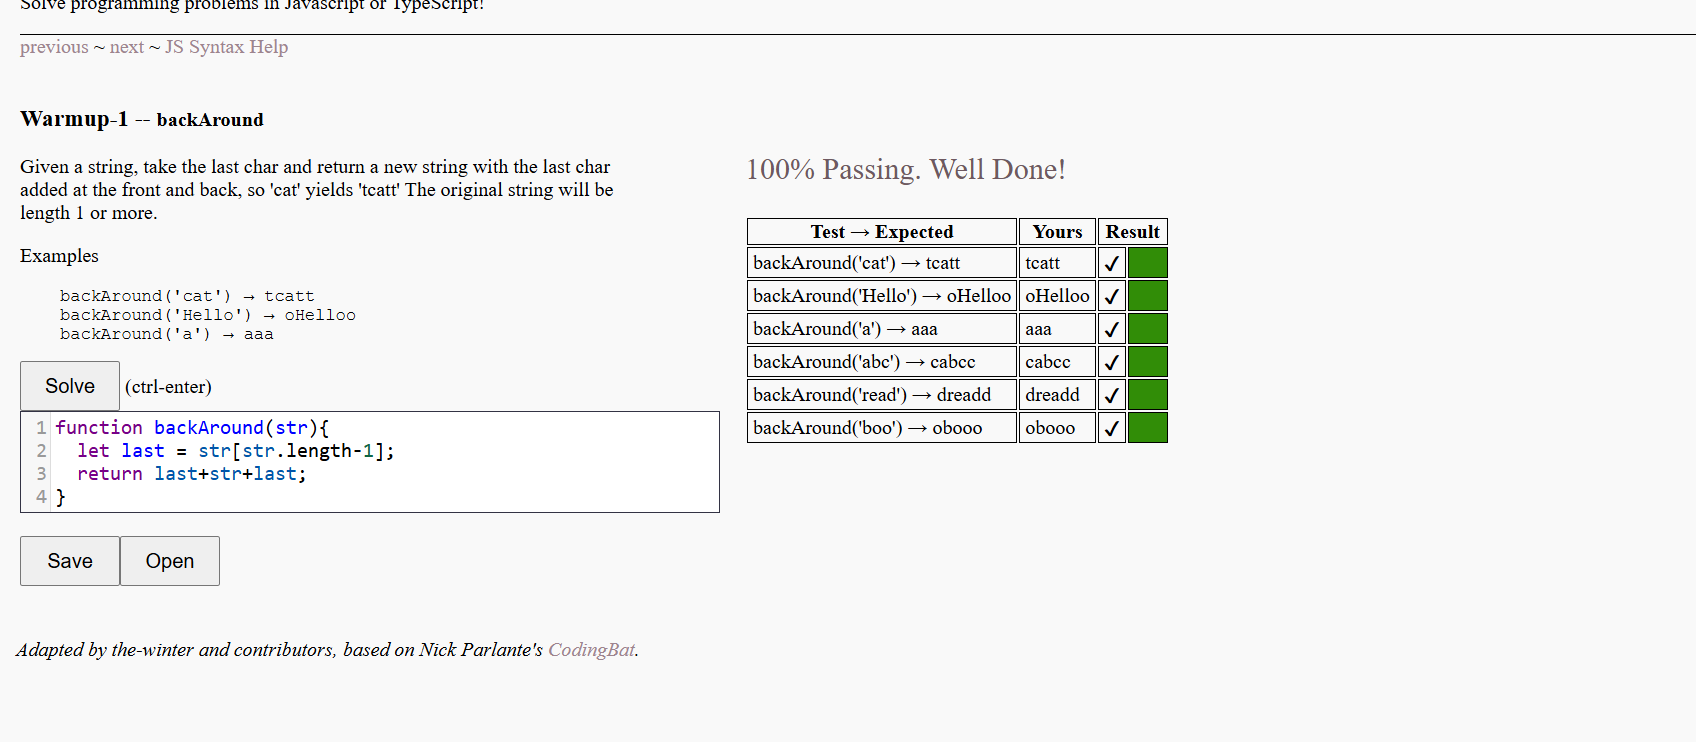 Solve programming problems in Javascript or TypeScript!
previous ~ next ~ JS Syntax Help
Warmup-1 -- backAround
Given a string, take the last char and return a new string with the last char
added at the front and back, so 'cat' yields 'tcatt' The original string will be
length 1 or more.
Examples
backAround('cat') → tcatt
backAround('Hello') → oHelloo
backAround('a') → aaa
Solve (ctrl-enter)
1 function backAround(str){
2   let last = str[str.length-1];
3   return last+str+last;
4 }
Save Open
100% Passing. Well Done!
Test → Expected Yours Result
backAround('cat') → tcatt tcatt ✓
backAround('Hello') → oHelloo oHelloo ✓
backAround('a') → aaa aaa ✓
backAround('abc') → cabcc cabcc ✓
backAround('read') → dreadd dreadd ✓
backAround('boo') → obooo obooo ✓
Adapted by the-winter and contributors, based on Nick Parlante's CodingBat.